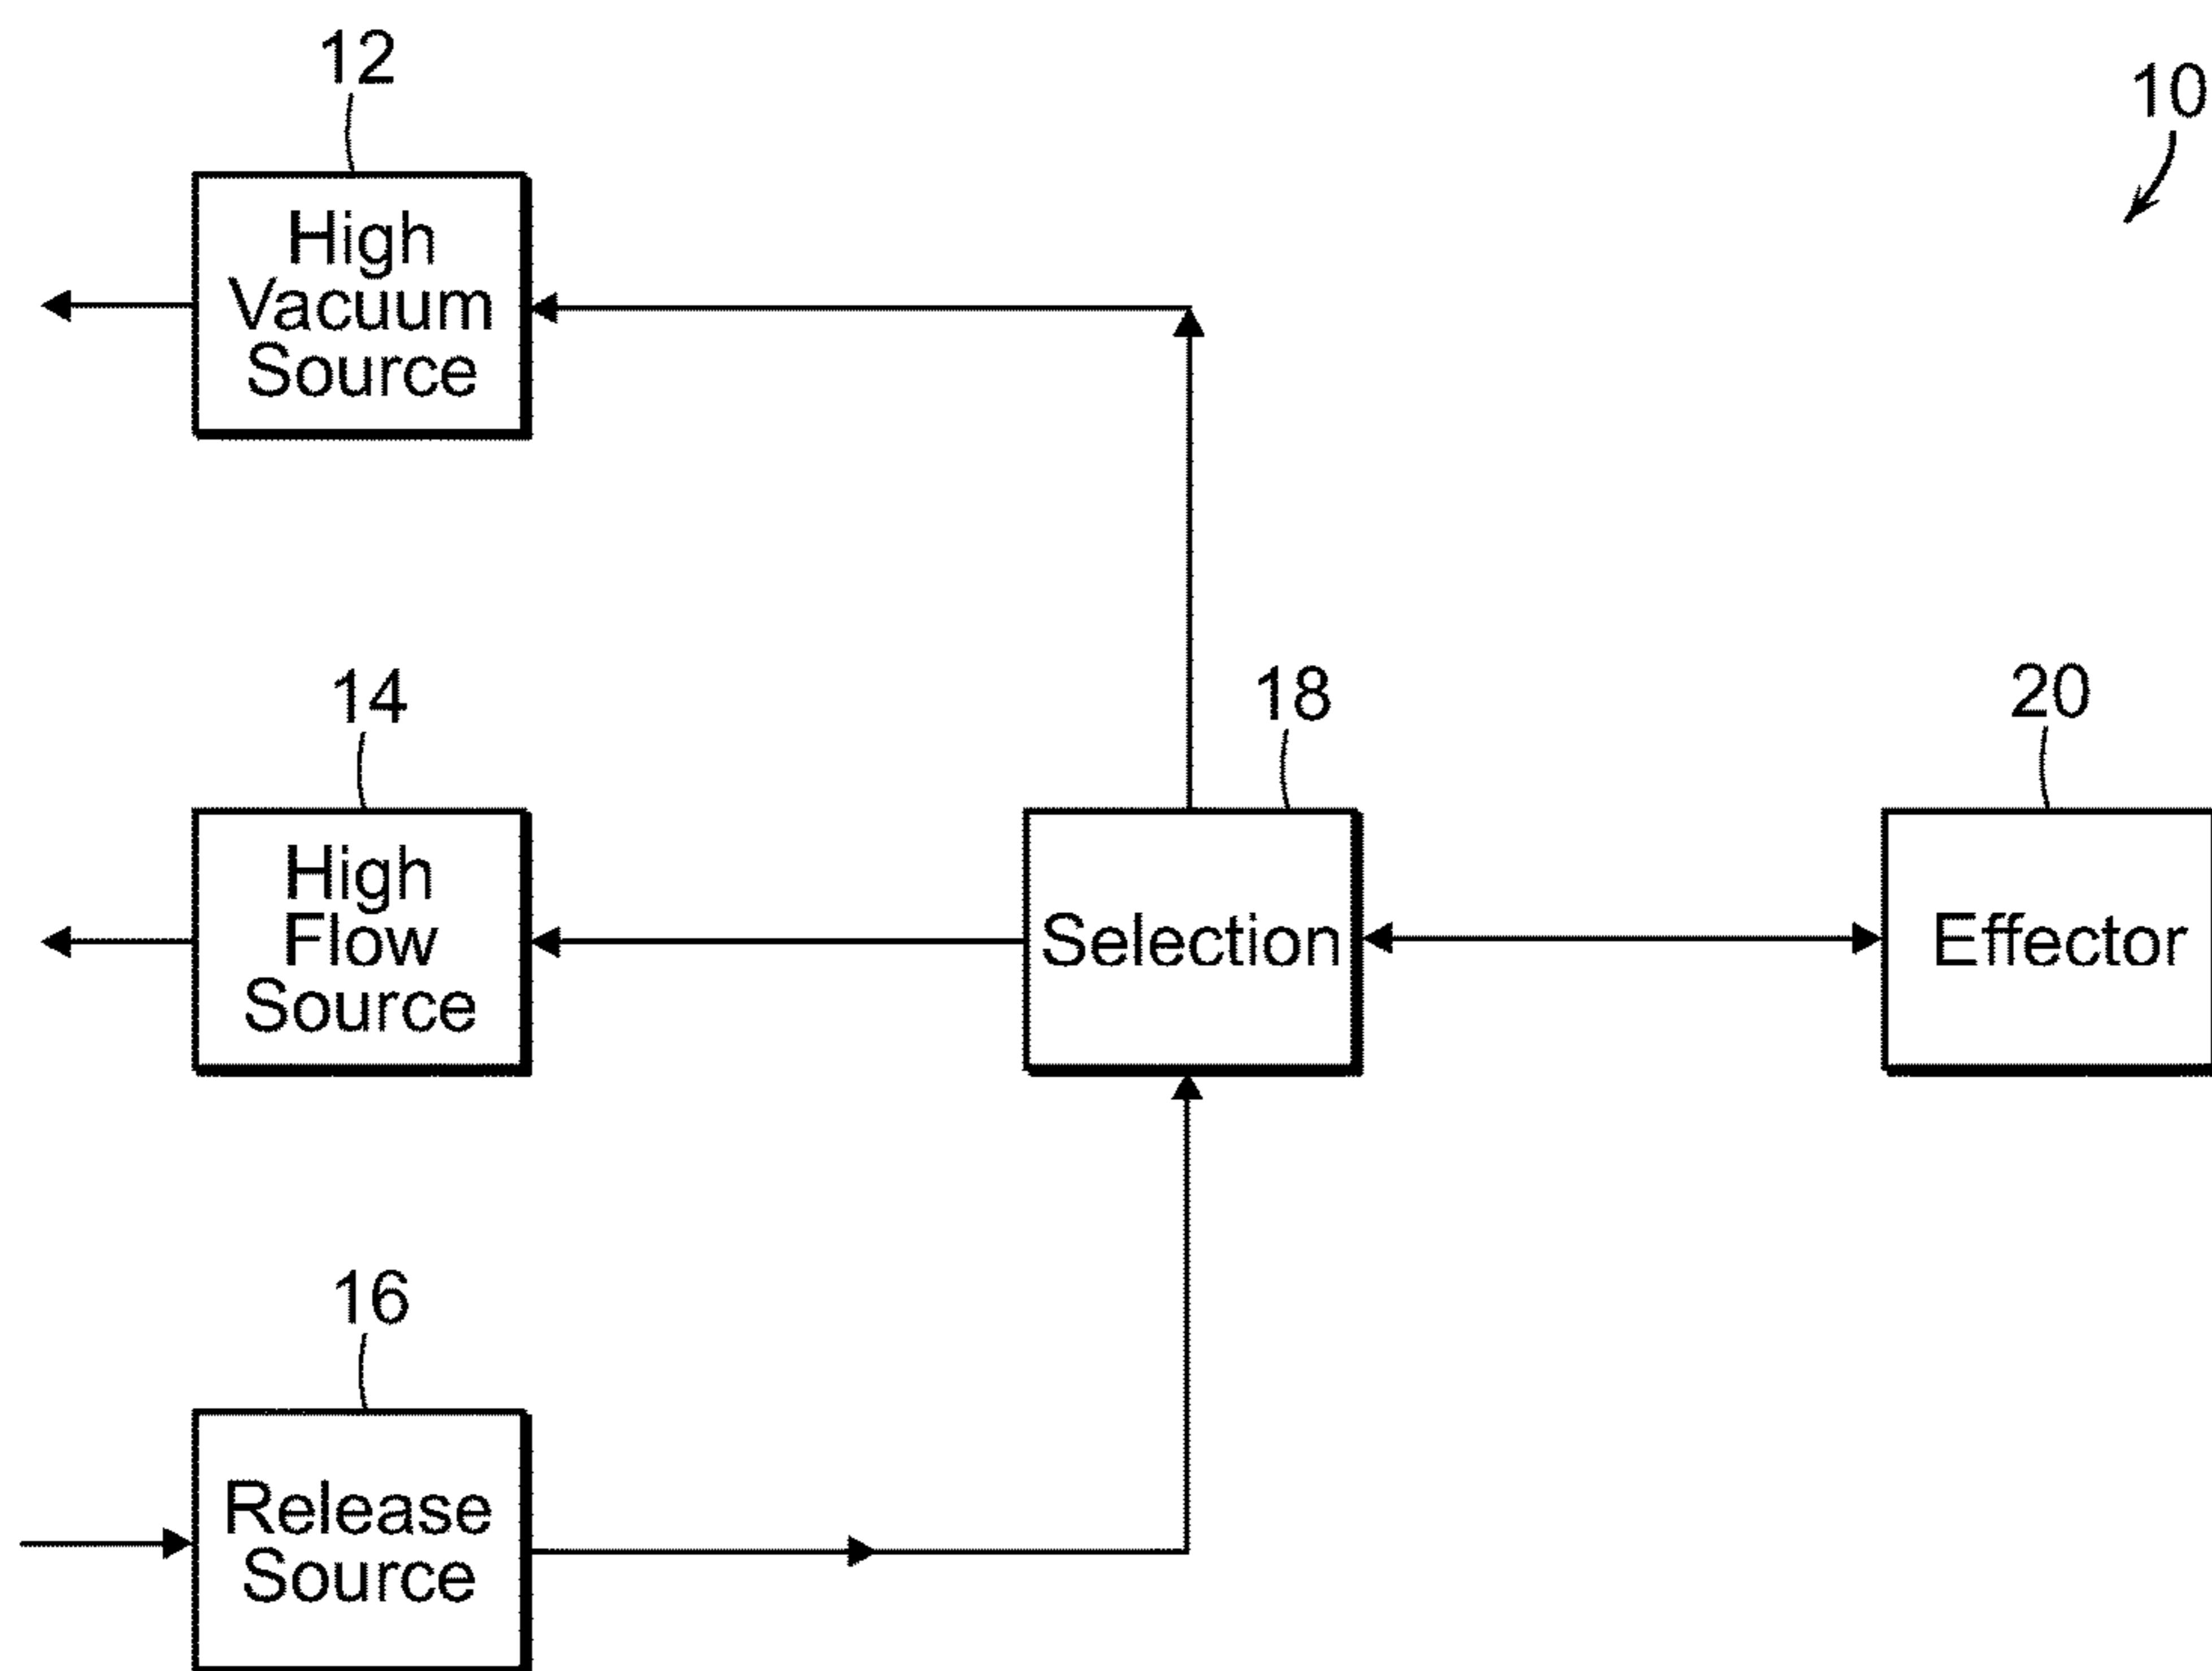 12
10
High
Vacuum
Source
14
18
20
High
Flow
Source
Selection
Effector
16
Release
Source